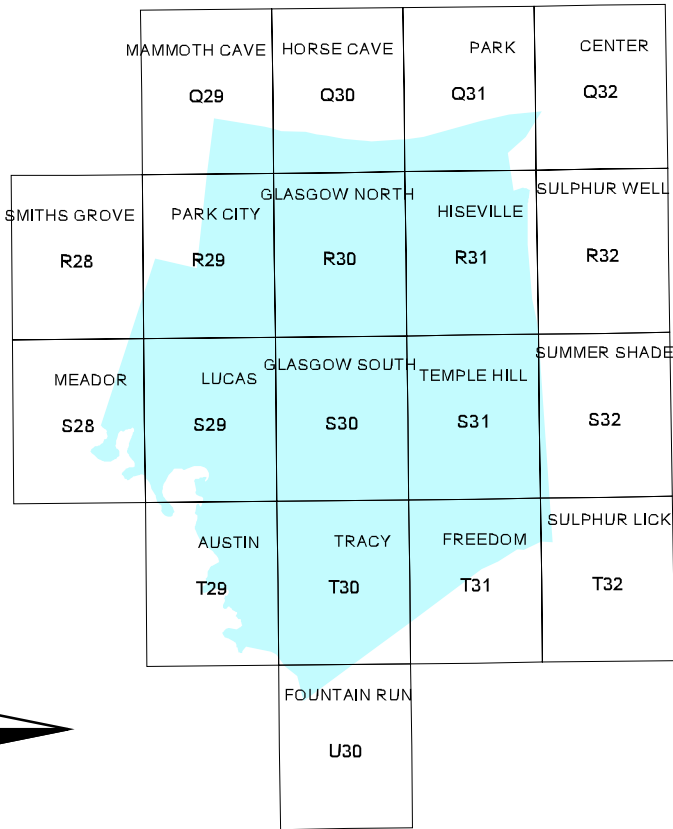 MAMMOTH CAVE HORSE CAVE PARK CENTER
Q29 Q30 Q31 Q32
SMITHS GROVE PARK CITY GLASGOW NORTH HISEVILLE SULPHUR WELL
R28 R29 R30 R31 R32
MEADOR LUCAS GLASGOW SOUTH TEMPLE HILL SUMMER SHADE
S28 S29 S30 S31 S32
AUSTIN TRACY FREEDOM SULPHUR LICK
T29 T30 T31 T32
FOUNTAIN RUN
U30